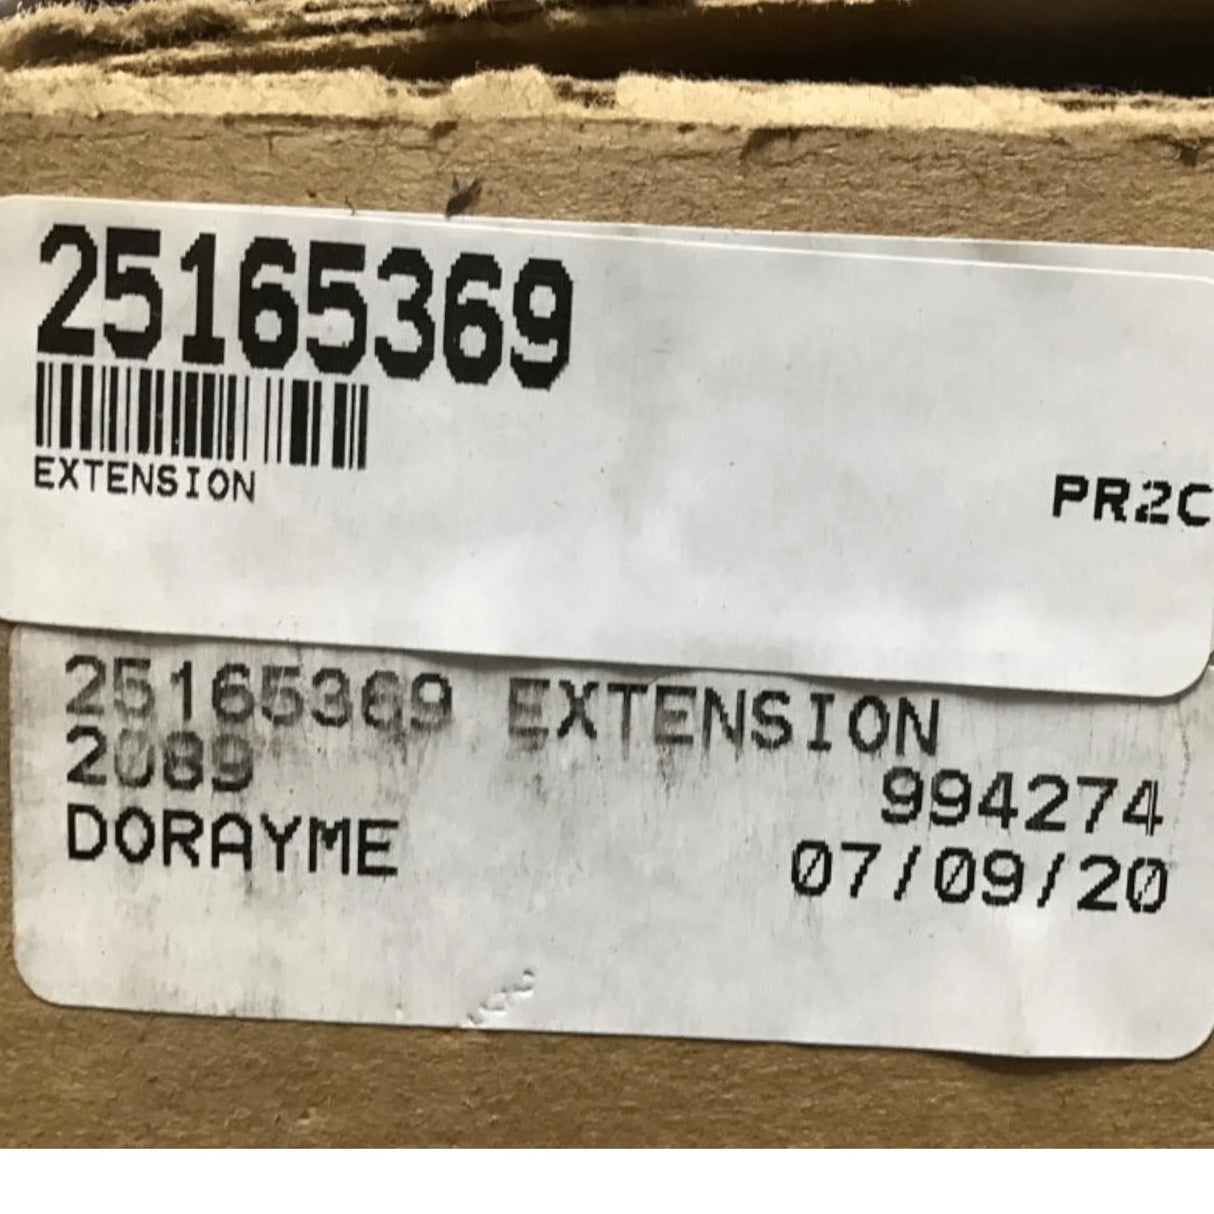 25165369
EXTENSION
PR2C
25165369 EXTENSION
2089
994274
DORAYME
07/09/20